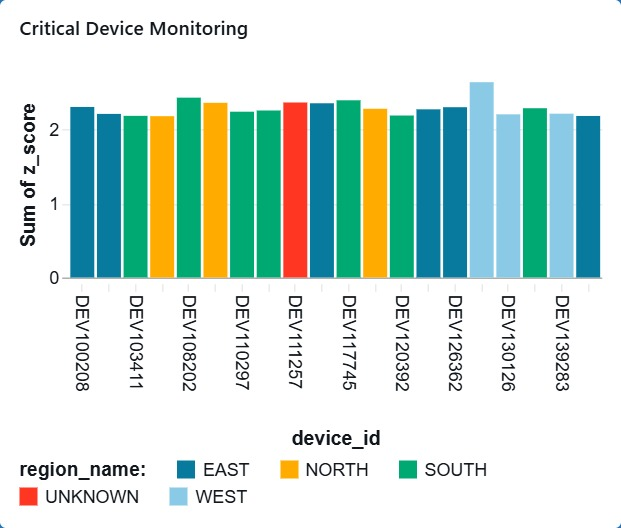 Critical Device Monitoring
Sum of z_score
2
1
0
DEV100208
DEV103411
DEV108202
DEV110297
DEV111257
DEV117745
DEV120392
DEV126362
DEV130126
DEV139283
device_id
region_name: EAST NORTH SOUTH
UNKNOWN WEST